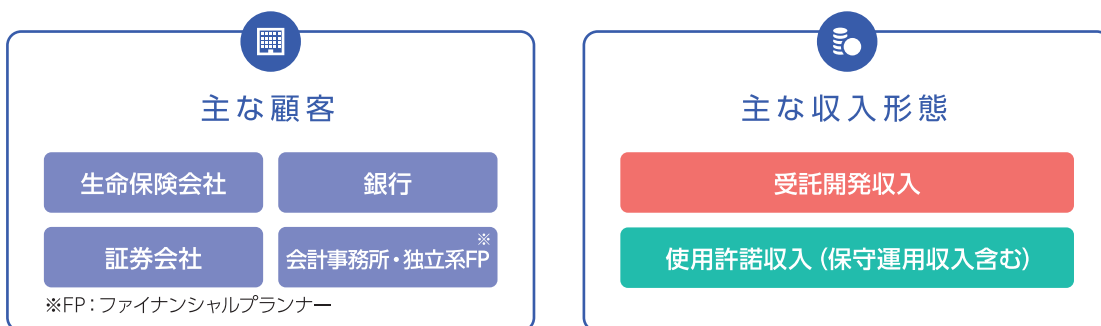 主な顧客
生命保険会社
銀行
証券会社
会計事務所・独立系FP※
※FP：ファイナンシャルプランナー
主な収入形態
受託開発収入
使用許諾収入（保守運用収入含む）